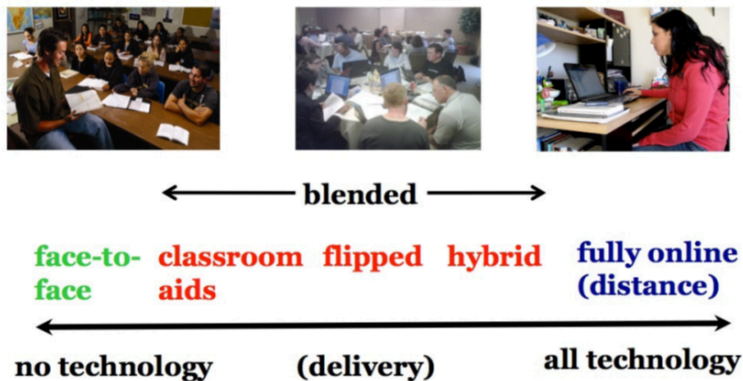 blended
face-to- classroom flipped hybrid fully online
face aids (distance)
no technology (delivery) all technology